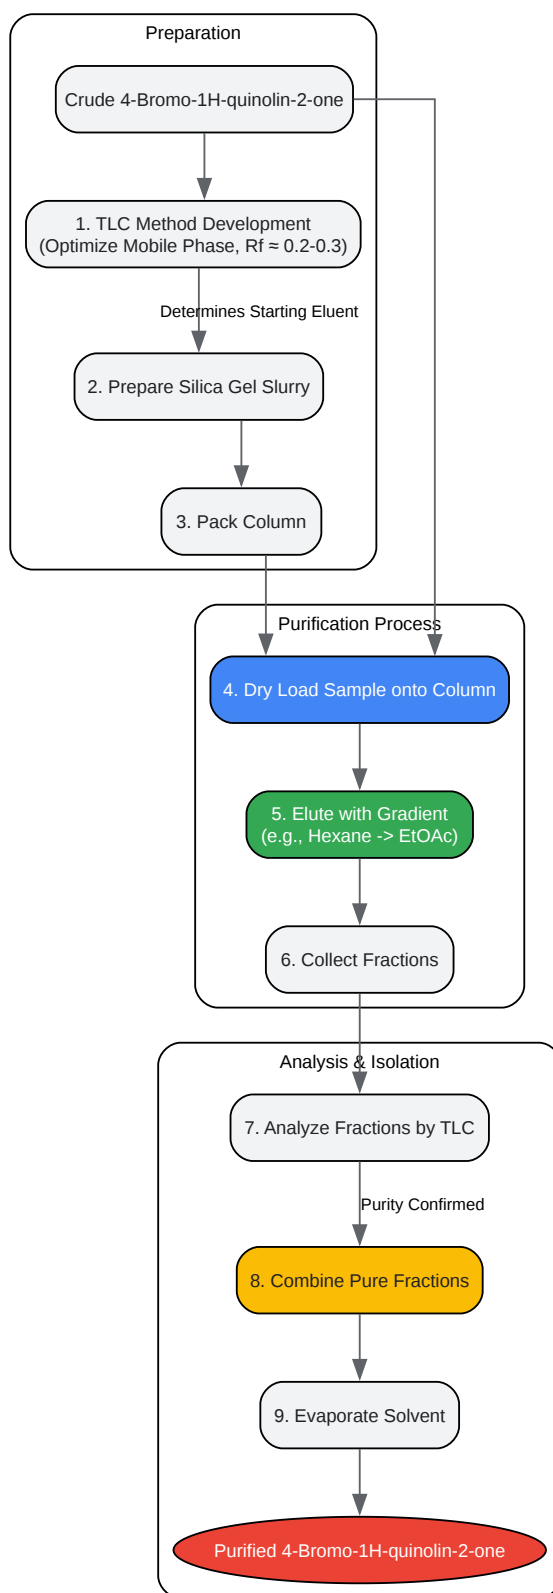 Preparation
Crude 4-Bromo-1H-quinolin-2-one
1. TLC Method Development
(Optimize Mobile Phase, Rf ≈ 0.2-0.3)
Determines Starting Eluent
2. Prepare Silica Gel Slurry
3. Pack Column
Purification Process
4. Dry Load Sample onto Column
5. Elute with Gradient
(e.g., Hexane -> EtOAc)
6. Collect Fractions
Analysis & Isolation
7. Analyze Fractions by TLC
Purity Confirmed
8. Combine Pure Fractions
9. Evaporate Solvent
Purified 4-Bromo-1H-quinolin-2-one